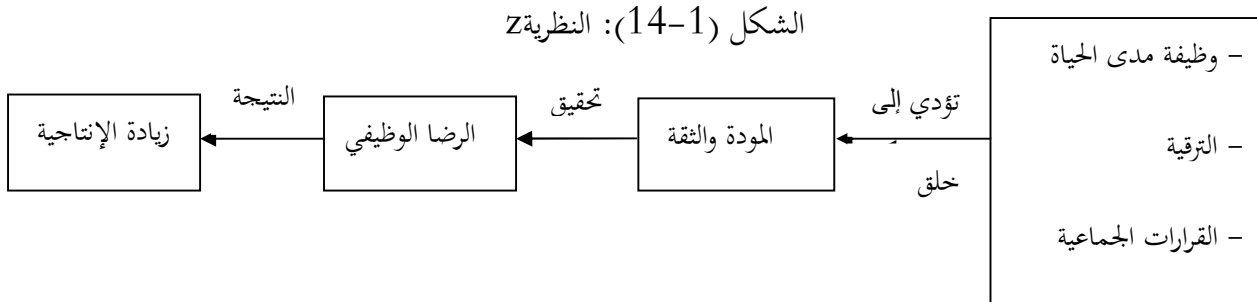 الشكل (1-14): النظريةz
- وظيفة مدى الحياة
- الترقية
- القرارات الجماعية
تؤدي إلى
خلق
المودة والثقة
تحقيق
الرضا الوظيفي
النتيجة
زيادة الإنتاجية